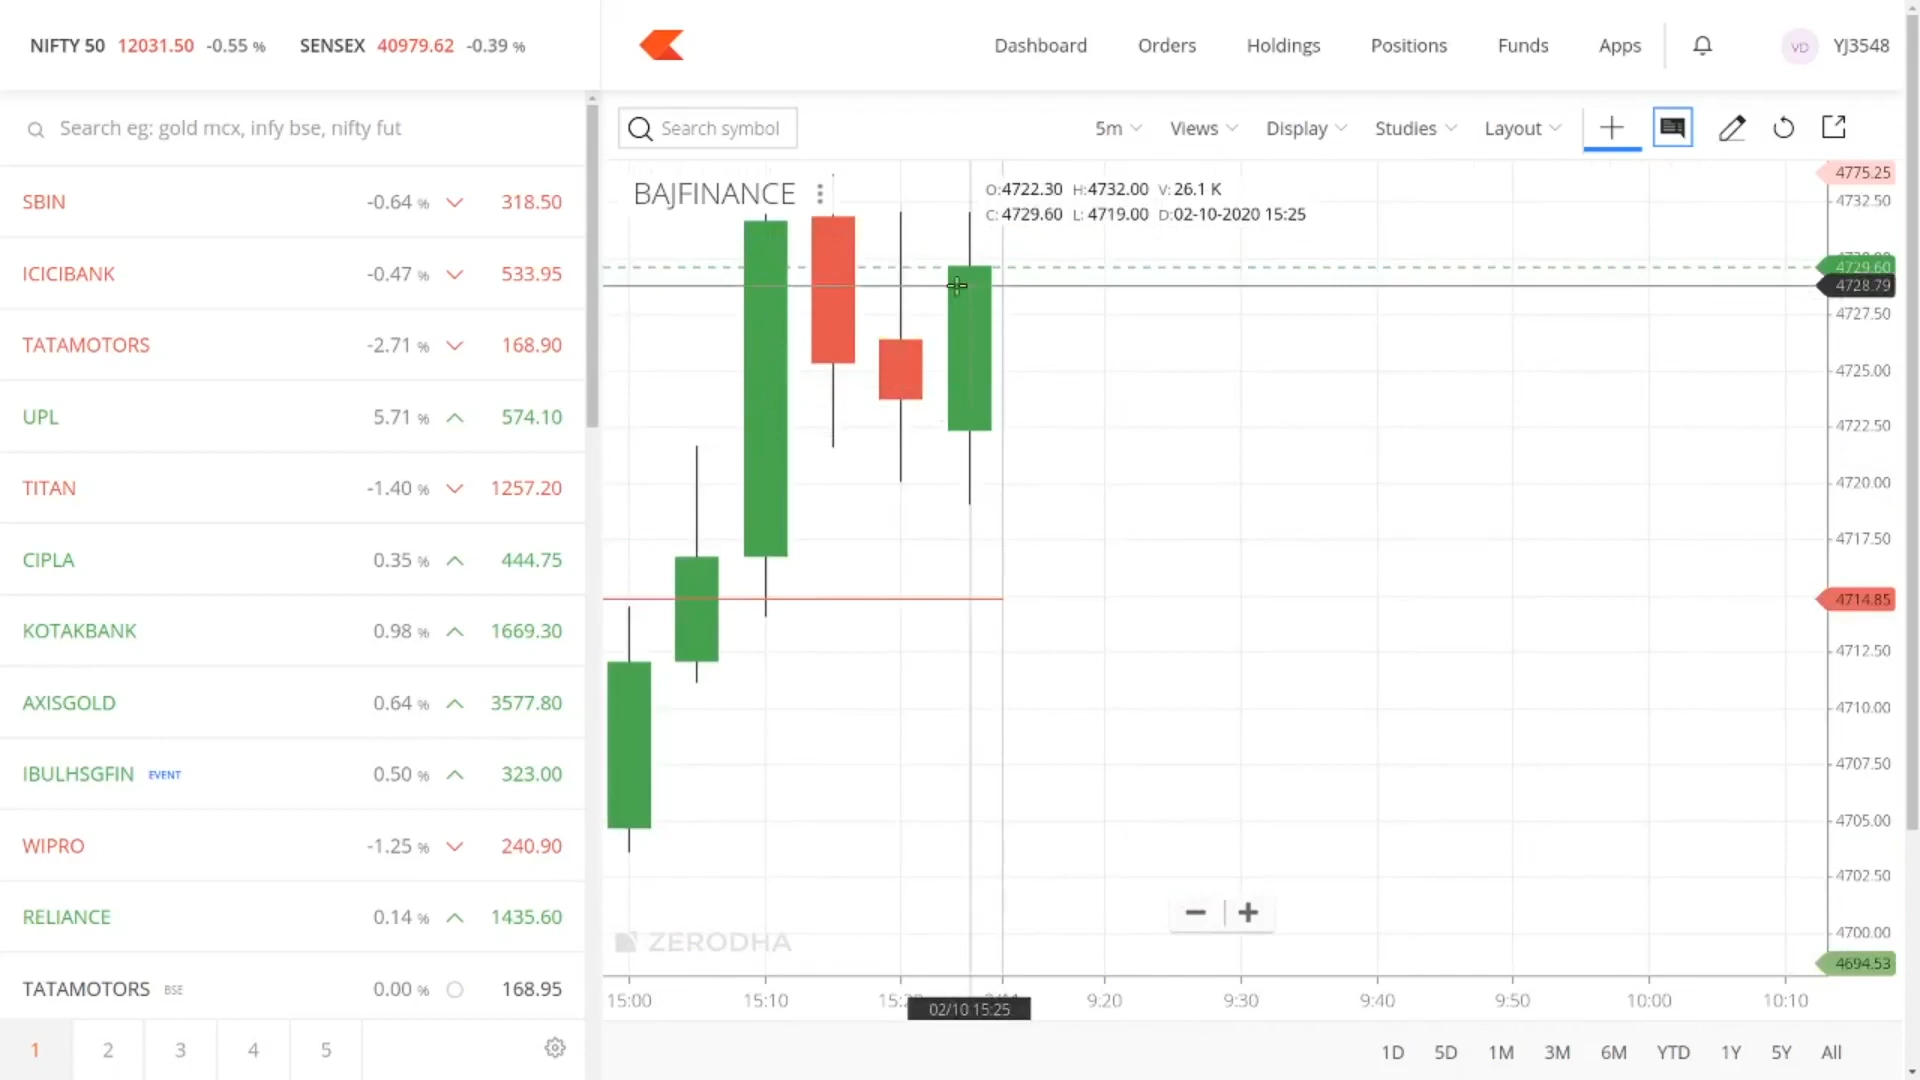 NIFTY 50 12031.50 -0.55 % SENSEX 40979.62 -0.39 %
Dashboard Orders Holdings Positions Funds Apps VD YJ3548
Search eg: gold mcx, infy bse, nifty fut
Search symbol 5m Views Display Studies Layout
SBIN -0.64 % 318.50
ICICIBANK -0.47 % 533.95
TATAMOTORS -2.71 % 168.90
UPL 5.71 % 574.10
TITAN -1.40 % 1257.20
CIPLA 0.35 % 444.75
KOTAKBANK 0.98 % 1669.30
AXISGOLD 0.64 % 3577.80
IBULHSGFIN EVENT 0.50 % 323.00
WIPRO -1.25 % 240.90
RELIANCE 0.14 % 1435.60
TATAMOTORS BSE 0.00 % 168.95
1 2 3 4 5
BAJFINANCE
O:4722.30 H:4732.00 V: 26.1 K
C: 4729.60 L: 4719.00 D:02-10-2020 15:25
4775.25
4732.50
4729.60
4728.79
4727.50
4725.00
4722.50
4720.00
4717.50
4714.85
4712.50
4710.00
4707.50
4705.00
4702.50
4700.00
4694.53
ZERODHA
15:00 15:10 9:20 9:30 9:40 9:50 10:00 10:10
02/10 15:25
1D 5D 1M 3M 6M YTD 1Y 5Y All